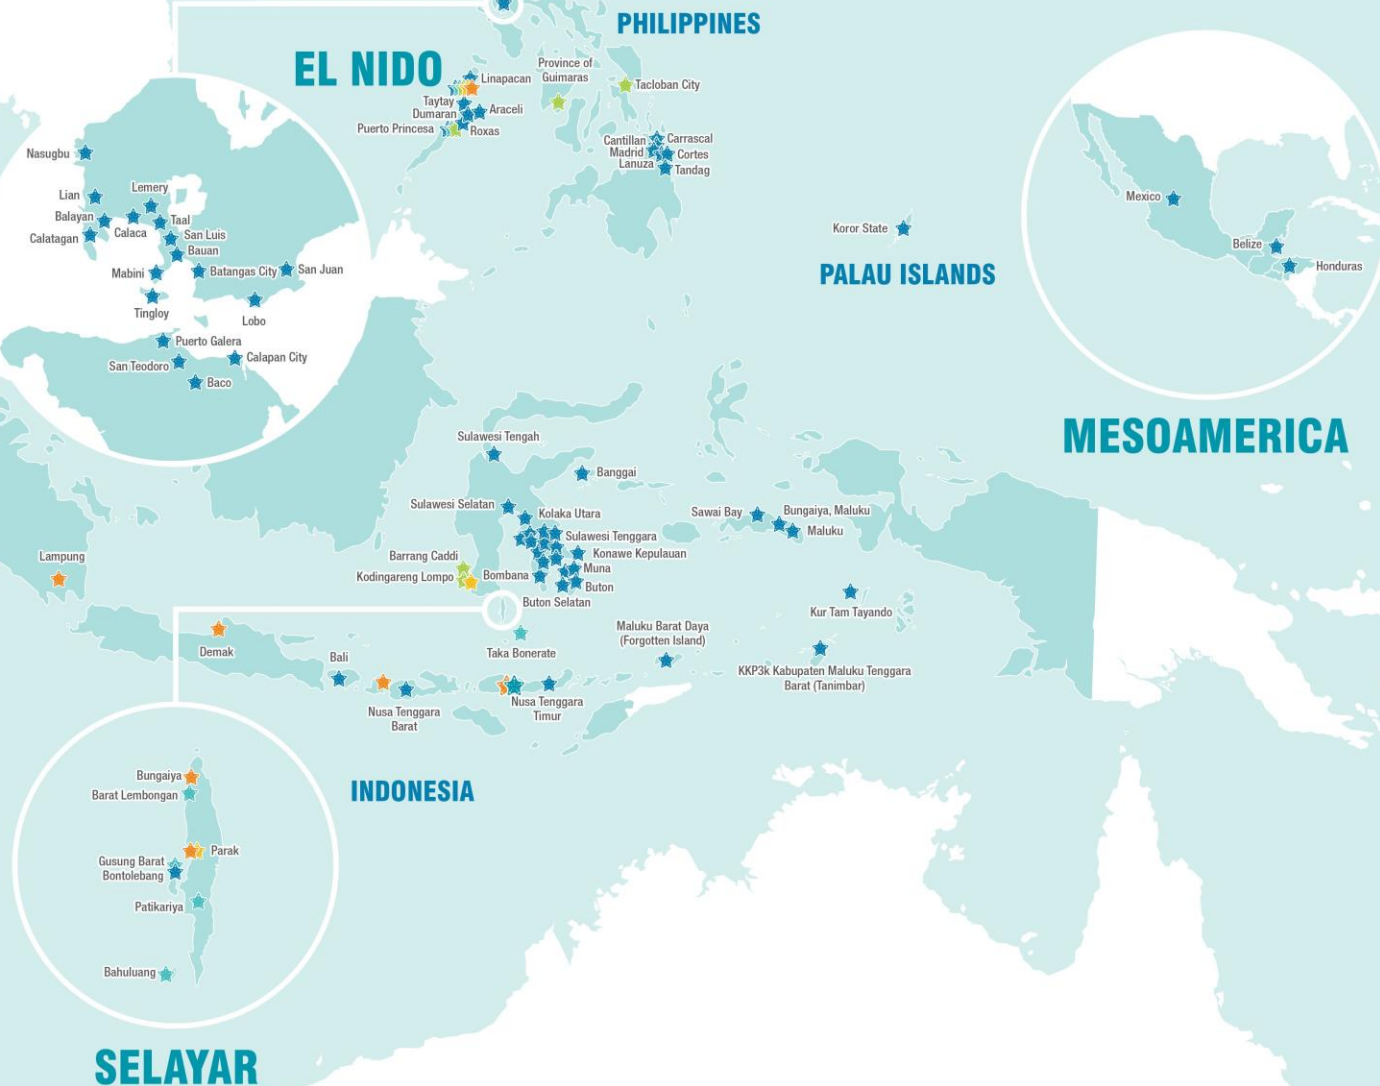 PHILIPPINES
EL NIDO
Linapacan
Province of
Guimaras
Tacloban City
Taytay
Araceli
Dumaran
Puerto Princesa
Roxas
Cantillan
Carrascal
Madrid
Cortes
Lanuza
Tandag
Koror State
PALAU ISLANDS
Mexico
Belize
Honduras
MESOAMERICA
Nasugbu
Lian
Lemery
Balayan
Taal
Calatagan
Calaca
San Luis
Bauan
Mabini
Batangas City
San Juan
Tingloy
Lobo
Puerto Galera
San Teodoro
Calapan City
Baco
Sulawesi Tengah
Banggai
Sulawesi Selatan
Kolaka Utara
Sawai Bay
Bungaiya, Maluku
Maluku
Sulawesi Tenggara
Konawe Kepulauan
Lampung
Barrang Caddi
Kodingareng Lompo
Bombana
Muna
Buton
Buton Selatan
Kur Tam Tayando
Maluku Barat Daya
(Forgotten Island)
Demak
Bali
Taka Bonerate
KKP3k Kabupaten Maluku Tenggara
Barat (Tanimbar)
Nusa Tenggara
Barat
Nusa Tenggara
Timur
INDONESIA
Bungaiya
Barat Lembongan
Parak
Gusung Barat
Bontolebang
Patikariya
Bahuluang
SELAYAR